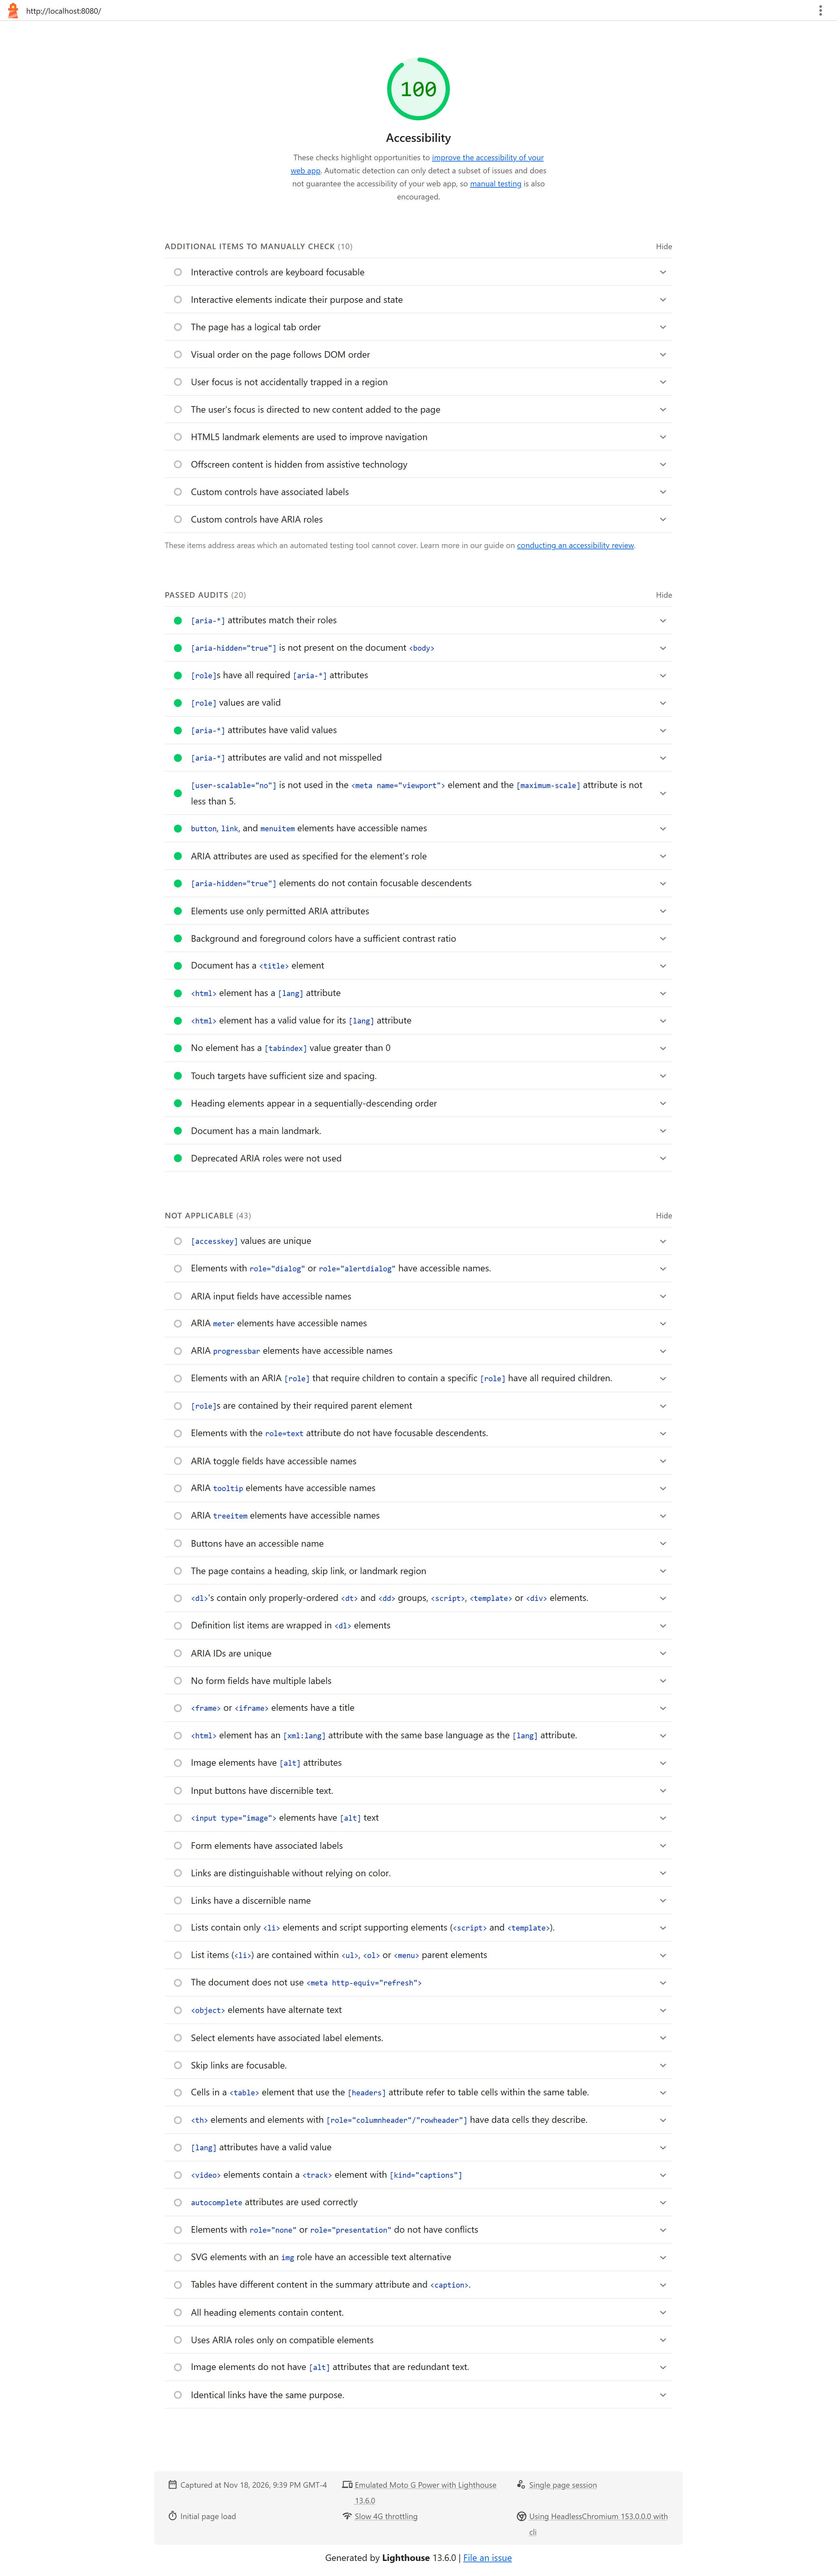 http://localhost:8080/
100
Accessibility
These checks highlight opportunities to improve the accessibility of your
web app. Automatic detection can only detect a subset of issues and does
not guarantee the accessibility of your web app, so manual testing is also
encouraged.
ADDITIONAL ITEMS TO MANUALLY CHECK (10)
Hide
Interactive controls are keyboard focusable
Interactive elements indicate their purpose and state
The page has a logical tab order
Visual order on the page follows DOM order
User focus is not accidentally trapped in a region
The user's focus is directed to new content added to the page
HTML5 landmark elements are used to improve navigation
Offscreen content is hidden from assistive technology
Custom controls have associated labels
Custom controls have ARIA roles
These items address areas which an automated testing tool cannot cover. Learn more in our guide on conducting an accessibility review.
PASSED AUDITS (20)
Hide
[aria-*] attributes match their roles
[aria-hidden="true"] is not present on the document <body>
[role]s have all required [aria-*] attributes
[role] values are valid
[aria-*] attributes have valid values
[aria-*] attributes are valid and not misspelled
[user-scalable="no"] is not used in the <meta name="viewport"> element and the [maximum-scale] attribute is not
less than 5.
button, link, and menuitem elements have accessible names
ARIA attributes are used as specified for the element's role
[aria-hidden="true"] elements do not contain focusable descendents
Elements use only permitted ARIA attributes
Background and foreground colors have a sufficient contrast ratio
Document has a <title> element
<html> element has a [lang] attribute
<html> element has a valid value for its [lang] attribute
No element has a [tabindex] value greater than 0
Touch targets have sufficient size and spacing.
Heading elements appear in a sequentially-descending order
Document has a main landmark.
Deprecated ARIA roles were not used
NOT APPLICABLE (43)
Hide
[accesskey] values are unique
Elements with role="dialog" or role="alertdialog" have accessible names.
ARIA input fields have accessible names
ARIA meter elements have accessible names
ARIA progressbar elements have accessible names
Elements with an ARIA [role] that require children to contain a specific [role] have all required children.
[role]s are contained by their required parent element
Elements with the role=text attribute do not have focusable descendents.
ARIA toggle fields have accessible names
ARIA tooltip elements have accessible names
ARIA treeitem elements have accessible names
Buttons have an accessible name
The page contains a heading, skip link, or landmark region
<dl>'s contain only properly-ordered <dt> and <dd> groups, <script>, <template> or <div> elements.
Definition list items are wrapped in <dl> elements
ARIA IDs are unique
No form fields have multiple labels
<frame> or <iframe> elements have a title
<html> element has an [xml:lang] attribute with the same base language as the [lang] attribute.
Image elements have [alt] attributes
Input buttons have discernible text.
<input type="image"> elements have [alt] text
Form elements have associated labels
Links are distinguishable without relying on color.
Links have a discernible name
Lists contain only <li> elements and script supporting elements (<script> and <template>).
List items (<li>) are contained within <ul>, <ol> or <menu> parent elements
The document does not use <meta http-equiv="refresh">
<object> elements have alternate text
Select elements have associated label elements.
Skip links are focusable.
Cells in a <table> element that use the [headers] attribute refer to table cells within the same table.
<th> elements and elements with [role="columnheader"/"rowheader"] have data cells they describe.
[lang] attributes have a valid value
<video> elements contain a <track> element with [kind="captions"]
autocomplete attributes are used correctly
Elements with role="none" or role="presentation" do not have conflicts
SVG elements with an img role have an accessible text alternative
Tables have different content in the summary attribute and <caption>.
All heading elements contain content.
Uses ARIA roles only on compatible elements
Image elements do not have [alt] attributes that are redundant text.
Identical links have the same purpose.
Captured at Nov 18, 2026, 9:39 PM GMT-4
Emulated Moto G Power with Lighthouse
13.6.0
Single page session
Initial page load
Slow 4G throttling
Using HeadlessChromium 153.0.0.0 with
cli
Generated by Lighthouse 13.6.0 | File an issue